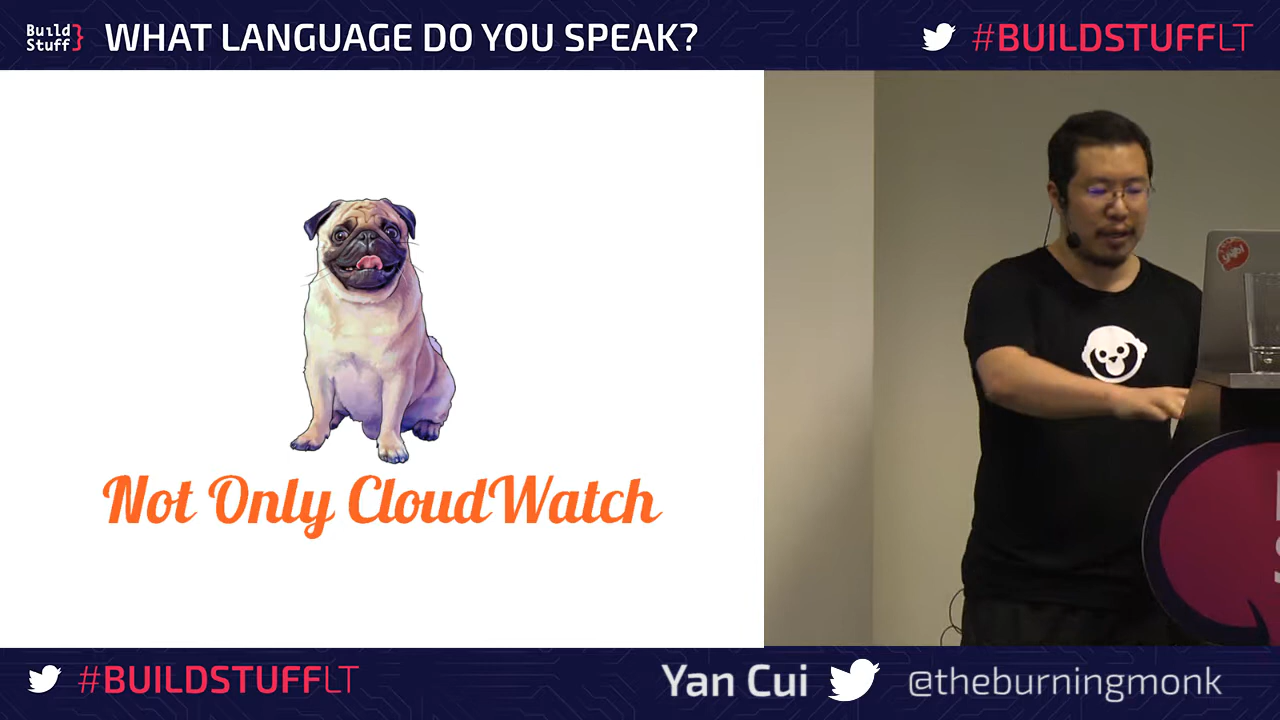 Build Stuff
WHAT LANGUAGE DO YOU SPEAK?
#BUILDSTUFFLT
Not Only CloudWatch
#BUILDSTUFFLT
Yan Cui
@theburningmonk